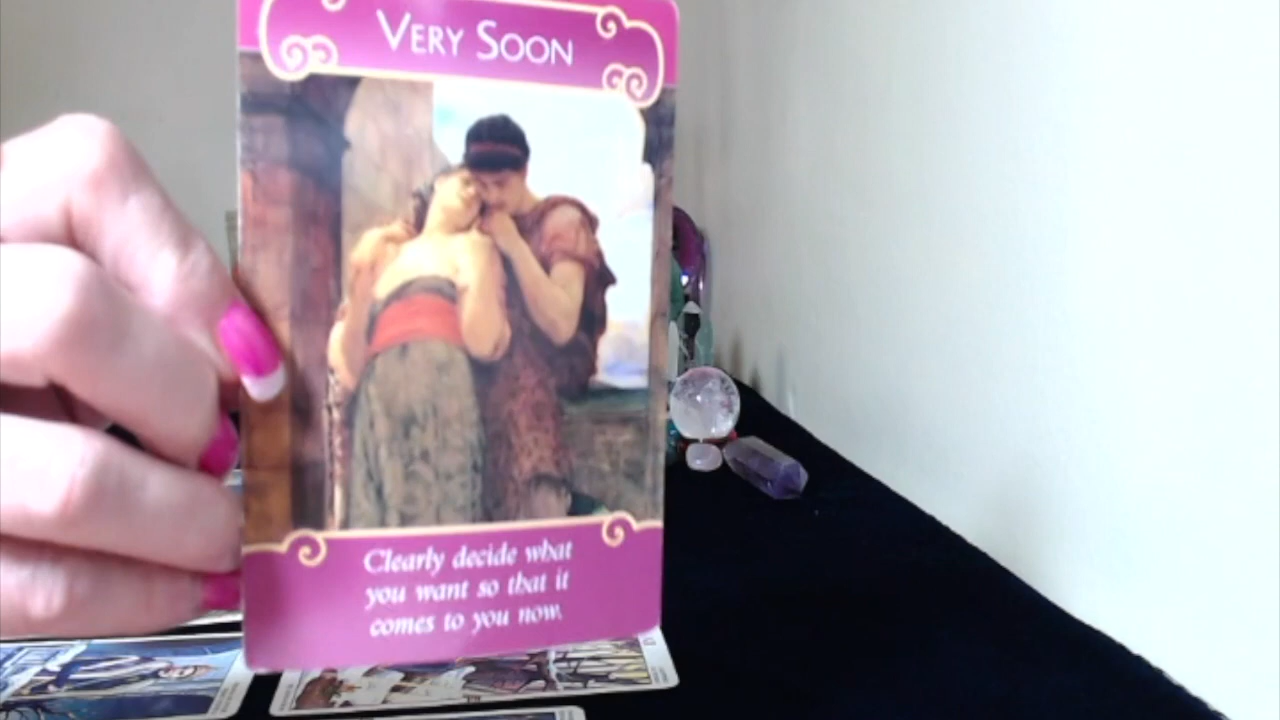 VERY SOON
Clearly decide what
you want so that it
comes to you now.